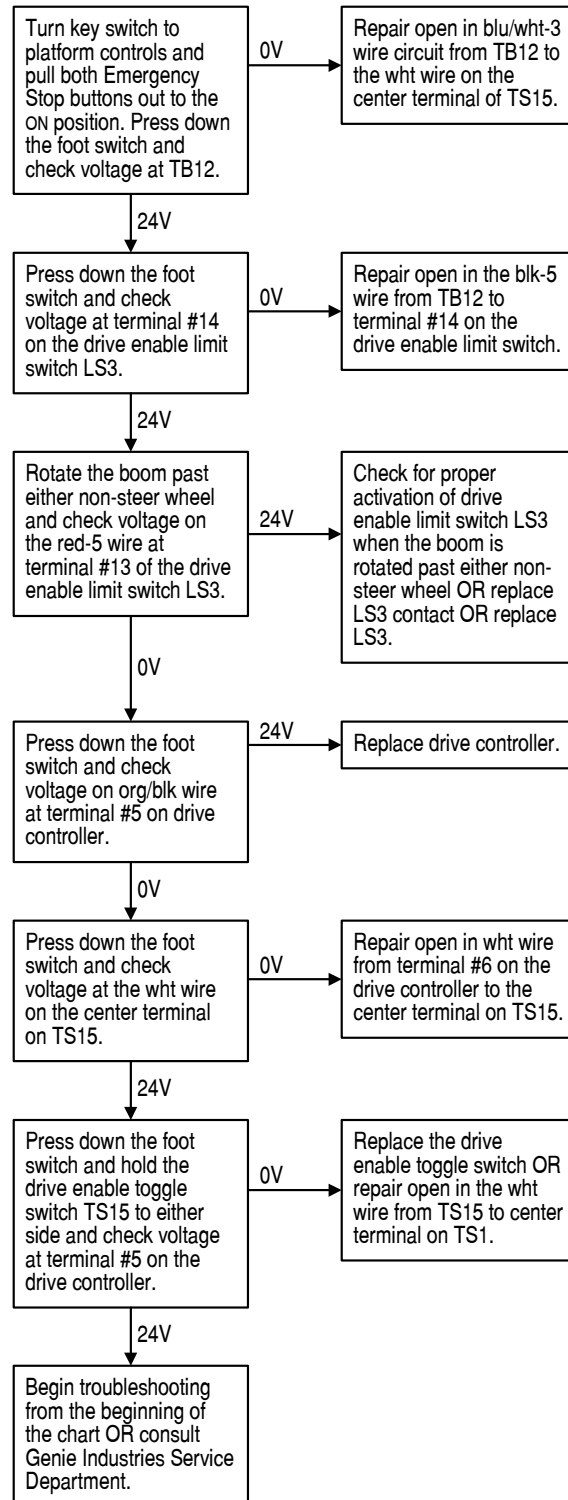 Turn key switch to
platform controls and
pull both Emergency
Stop buttons out to the
ON position. Press down
the foot switch and
check voltage at TB12.
0V
Repair open in blu/wht-3
wire circuit from TB12 to
the wht wire on the
center terminal of TS15.
24V
Press down the foot
switch and check
voltage at terminal #14
on the drive enable limit
switch LS3.
0V
Repair open in the blk-5
wire from TB12 to
terminal #14 on the
drive enable limit switch.
24V
Rotate the boom past
either non-steer wheel
and check voltage on
the red-5 wire at
terminal #13 of the drive
enable limit switch LS3.
24V
Check for proper
activation of drive
enable limit switch LS3
when the boom is
rotated past either non-
steer wheel OR replace
LS3 contact OR replace
LS3.
0V
Press down the foot
switch and check
voltage on org/blk wire
at terminal #5 on drive
controller.
24V
Replace drive controller.
0V
Press down the foot
switch and check
voltage at the wht wire
on the center terminal
on TS15.
0V
Repair open in wht wire
from terminal #6 on the
drive controller to the
center terminal on TS15.
24V
Press down the foot
switch and hold the
drive enable toggle
switch TS15 to either
side and check voltage
at terminal #5 on the
drive controller.
0V
Replace the drive
enable toggle switch OR
repair open in the wht
wire from TS15 to center
terminal on TS1.
24V
Begin troubleshooting
from the beginning of
the chart OR consult
Genie Industries Service
Department.